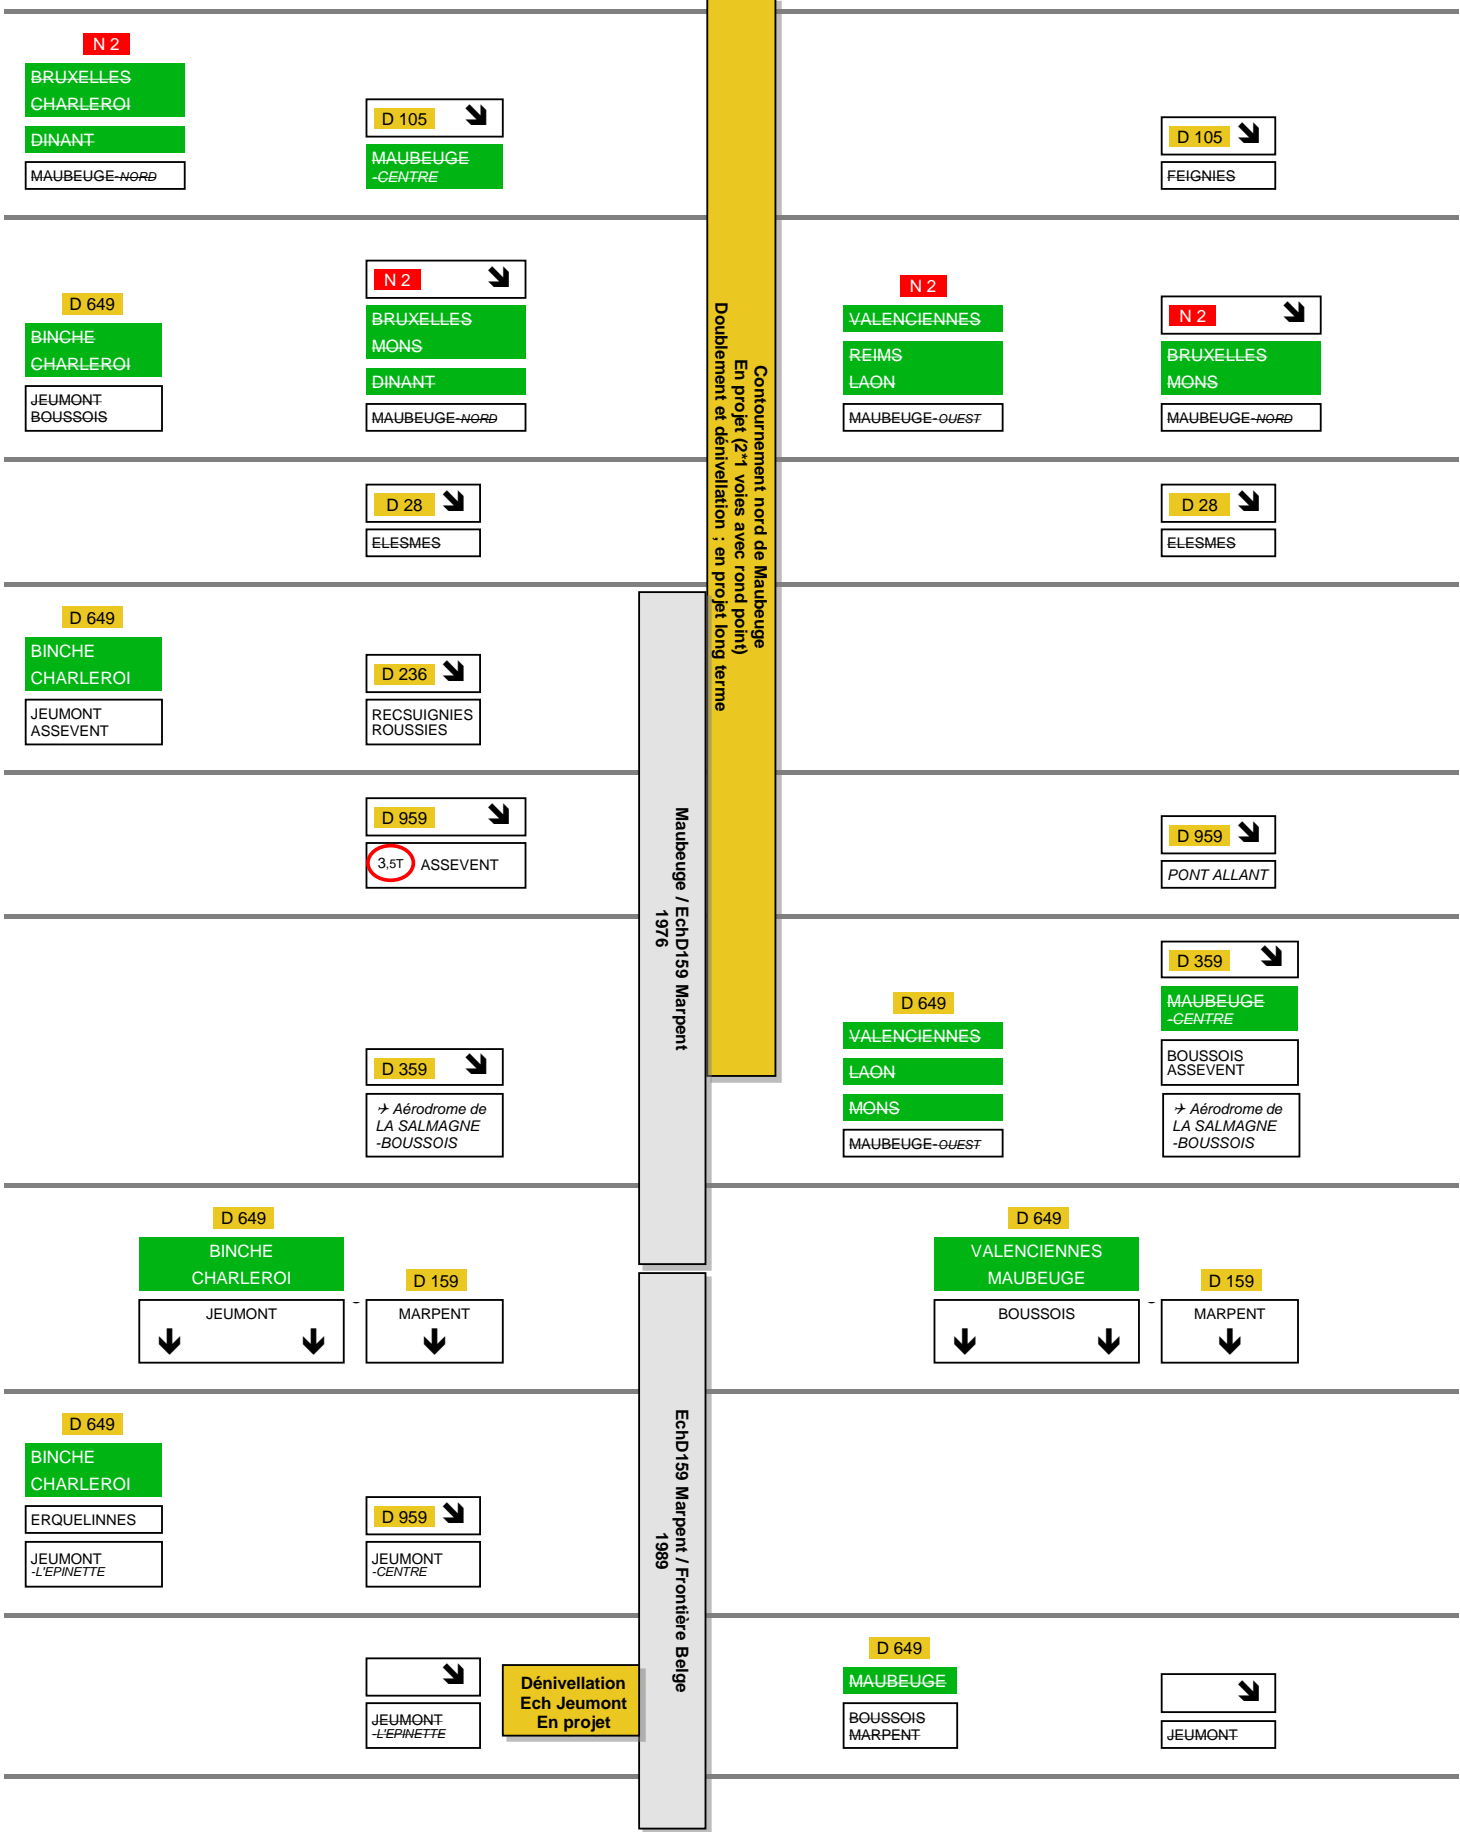 N 2
BRUXELLES
CHARLEROI
DINANT
MAUBEUGE-NORD
D 105
MAUBEUGE
-CENTRE
D 105
FEIGNIES
D 649
BINCHE
CHARLEROI
JEUMONT
BOUSSOIS
N 2
BRUXELLES
MONS
DINANT
MAUBEUGE-NORD
Contournement nord de Maubeuge
En projet (2*1 voies avec rond point)
Doublement et dénivellation ; en projet long terme
N 2
VALENCIENNES
REIMS
LAON
MAUBEUGE-OUEST
N 2
BRUXELLES
MONS
MAUBEUGE-NORD
D 28
ELESMES
D 28
ELESMES
D 649
BINCHE
CHARLEROI
JEUMONT
ASSEVENT
D 236
RECSUIGNIES
ROUSSIES
Maubeuge / EchD159 Marpent
1976
D 959
3,5T ASSEVENT
D 959
PONT ALLANT
D 359
✈ Aérodrome de
LA SALMAGNE
-BOUSSOIS
D 649
VALENCIENNES
LAON
MONS
MAUBEUGE-OUEST
D 359
MAUBEUGE
-CENTRE
BOUSSOIS
ASSEVENT
✈ Aérodrome de
LA SALMAGNE
-BOUSSOIS
D 649
BINCHE
CHARLEROI
JEUMONT
D 159
MARPENT
D 649
VALENCIENNES
MAUBEUGE
BOUSSOIS
D 159
MARPENT
D 649
BINCHE
CHARLEROI
ERQUELINNES
JEUMONT
-L'EPINETTE
D 959
JEUMONT
-CENTRE
EchD159 Marpent / Frontière Belge
1989
JEUMONT
-L'EPINETTE
Dénivellation
Ech Jeumont
En projet
D 649
MAUBEUGE
BOUSSOIS
MARPENT
JEUMONT